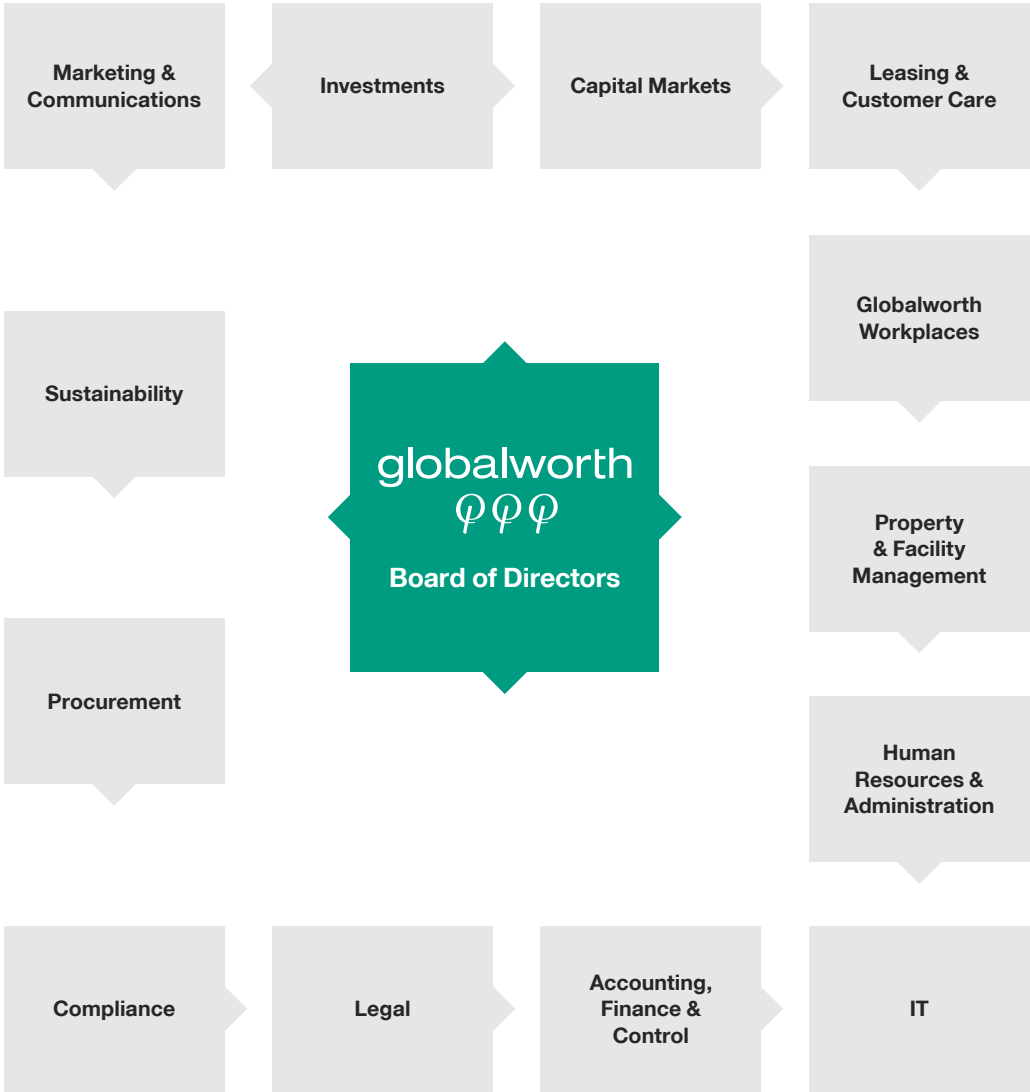 Marketing &
Communications
Investments
Capital Markets
Leasing &
Customer Care
Globalworth
Workplaces
Sustainability
globalworth
Board of Directors
Property
& Facility
Management
Procurement
Human
Resources &
Administration
Compliance
Legal
Accounting,
Finance &
Control
IT